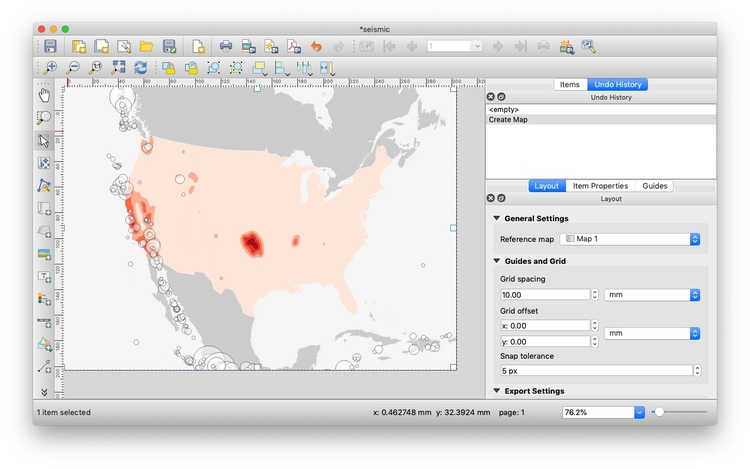 *seismic
1
Items
Undo History
Undo History
<empty>
Create Map
Layout
Item Properties
Guides
Layout
General Settings
Reference map
Map 1
Guides and Grid
Grid spacing
10.00
mm
Grid offset
x: 0.00
mm
y: 0.00
Snap tolerance
5 px
Export Settings
1 item selected
x: 0.462748 mm y: 32.3924 mm page: 1
76.2%